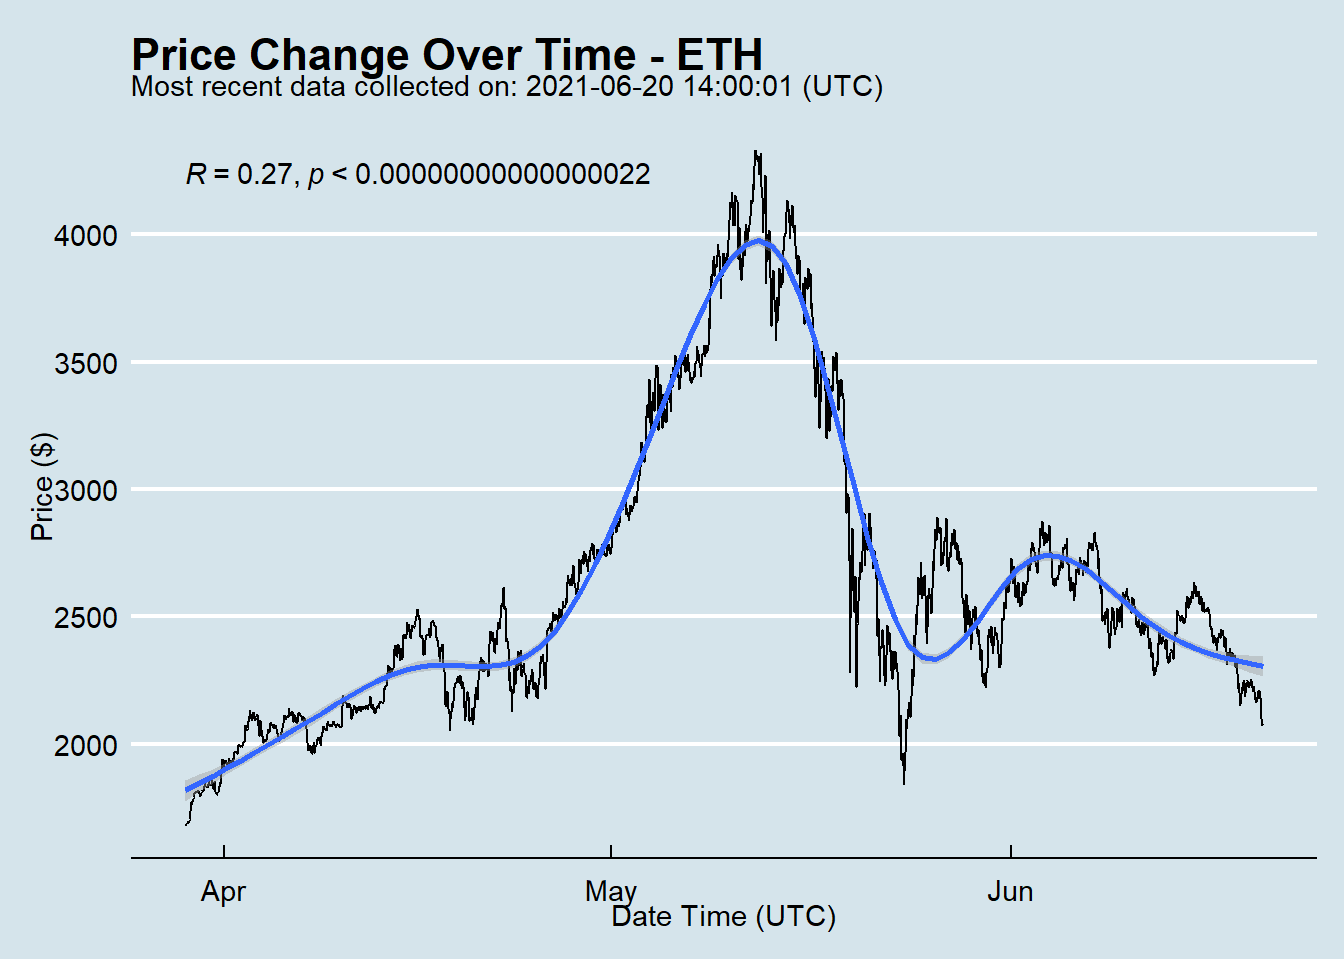 Price Change Over Time - ETH
Most recent data collected on: 2021-06-20 14:00:01 (UTC)
R = 0.27, p < 0.00000000000000022
4000
3500
3000
2500
2000
Price ($)
Apr
May
Jun
Date Time (UTC)